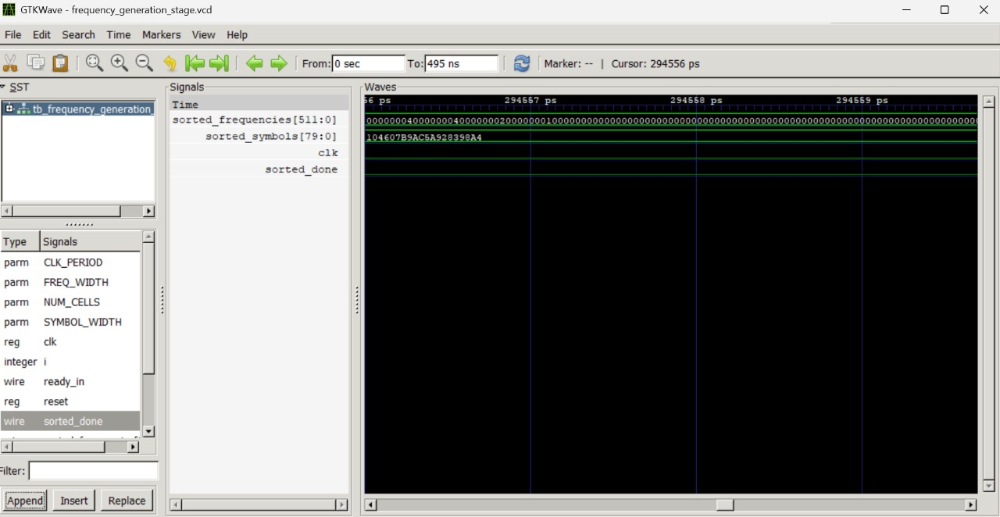 GTKWave - frequency_generation_stage.vcd
File Edit Search Time Markers View Help
From: 0 sec To: 495 ns Marker: -- | Cursor: 294556 ps
SST
tb_frequency_generation_
Type Signals
parm CLK_PERIOD
parm FREQ_WIDTH
parm NUM_CELLS
parm SYMBOL_WIDTH
reg clk
integer i
wire ready_in
reg reset
wire sorted_done
Filter:
Append Insert Replace
Signals
Time
sorted_frequencies[511:0]
sorted_symbols[79:0]
clk
sorted_done
Waves
56 ps 294557 ps 294558 ps 294559 ps
104607B9AC5A928398A4